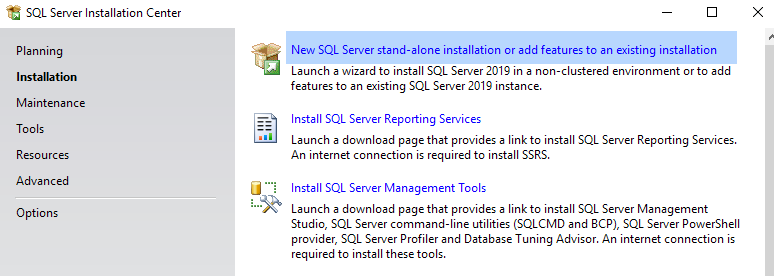 SQL Server Installation Center
Planning
Installation
Maintenance
Tools
Resources
Advanced
Options
New SQL Server stand-alone installation or add features to an existing installation
Launch a wizard to install SQL Server 2019 in a non-clustered environment or to add
features to an existing SQL Server 2019 instance.
Install SQL Server Reporting Services
Launch a download page that provides a link to install SQL Server Reporting Services.
An internet connection is required to install SSRS.
Install SQL Server Management Tools
Launch a download page that provides a link to install SQL Server Management
Studio, SQL Server command-line utilities (SQLCMD and BCP), SQL Server PowerShell
provider, SQL Server Profiler and Database Tuning Advisor. An internet connection is
required to install these tools.